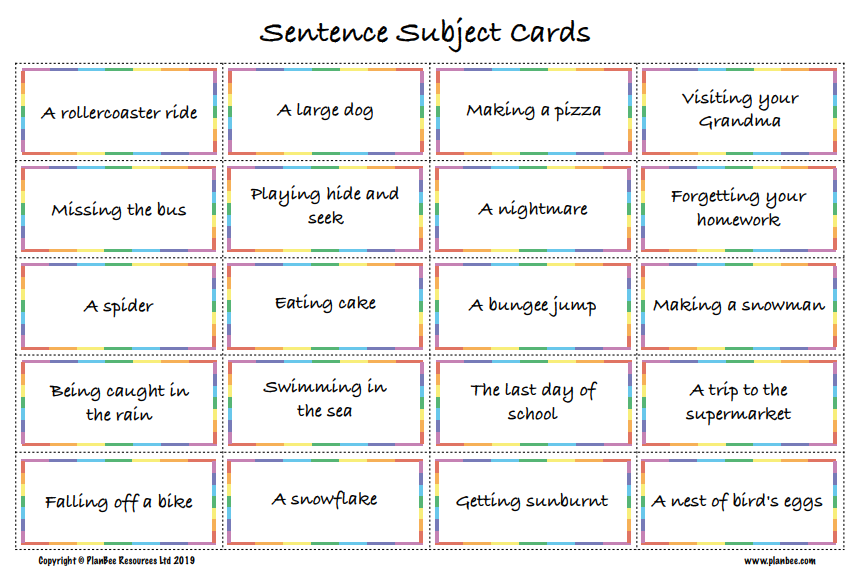 Sentence Subject Cards
A rollercoaster ride
A large dog
Making a pizza
Visiting your
Grandma
Missing the bus
Playing hide and
seek
A nightmare
Forgetting your
homework
A spider
Eating cake
A bungee jump
Making a snowman
Being caught in
the rain
Swimming in
the sea
The last day of
school
A trip to the
supermarket
Falling off a bike
A snowflake
Getting sunburnt
A nest of bird's eggs
Copyright © PlanBee Resources Ltd 2019
www.planbee.com